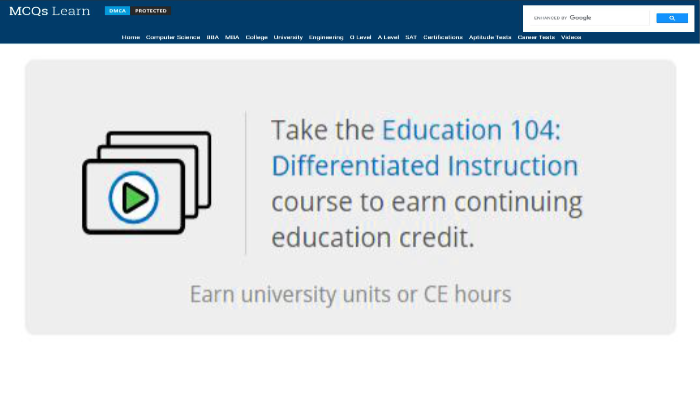 MCQs Learn
DMCA PROTECTED
ENHANCED BY Google
Home Computer Science BBA MBA College University Engineering O Level A Level SAT Certifications Aptitude Tests Career Tests Videos
Take the Education 104:
Differentiated Instruction
course to earn continuing
education credit.
Earn university units or CE hours